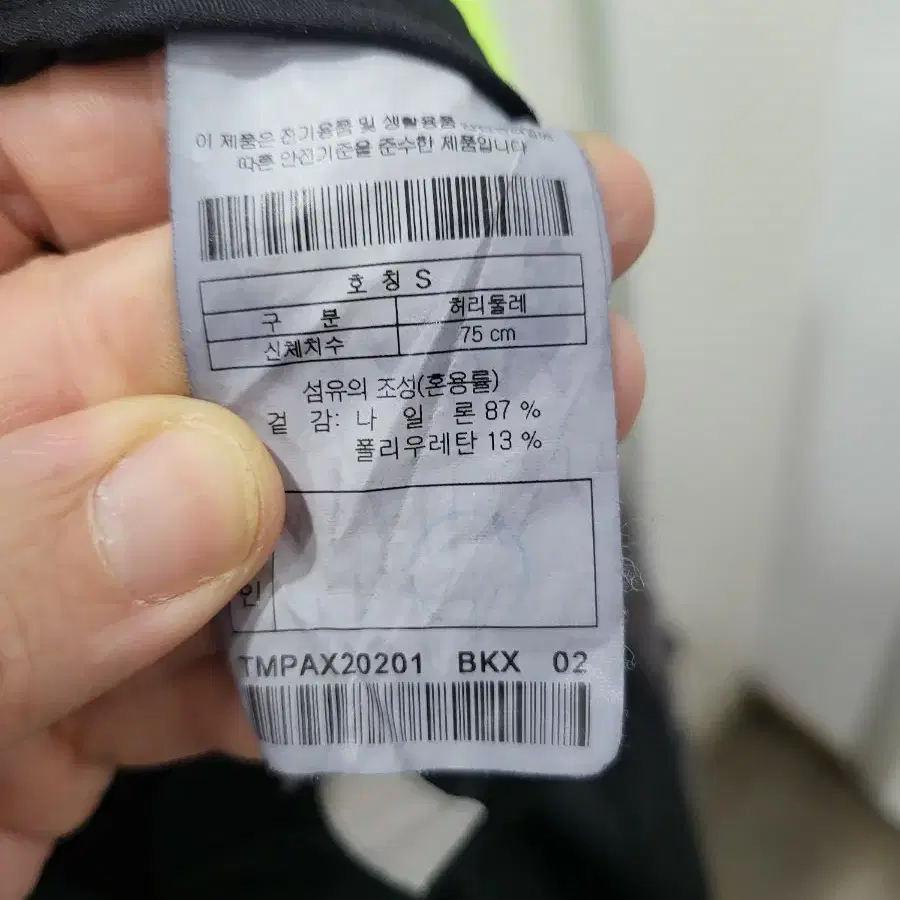 이 제품은 전기용품 및 생활용품
따른 안전기준을 준수한 제품입니다
호 칭 S
구 분 허리둘레
신체치수 75 cm
섬유의 조성(혼용률)
겉 감: 나 일 론 87 %
폴리우레탄 13 %
인
TMPAX20201 BKX 02